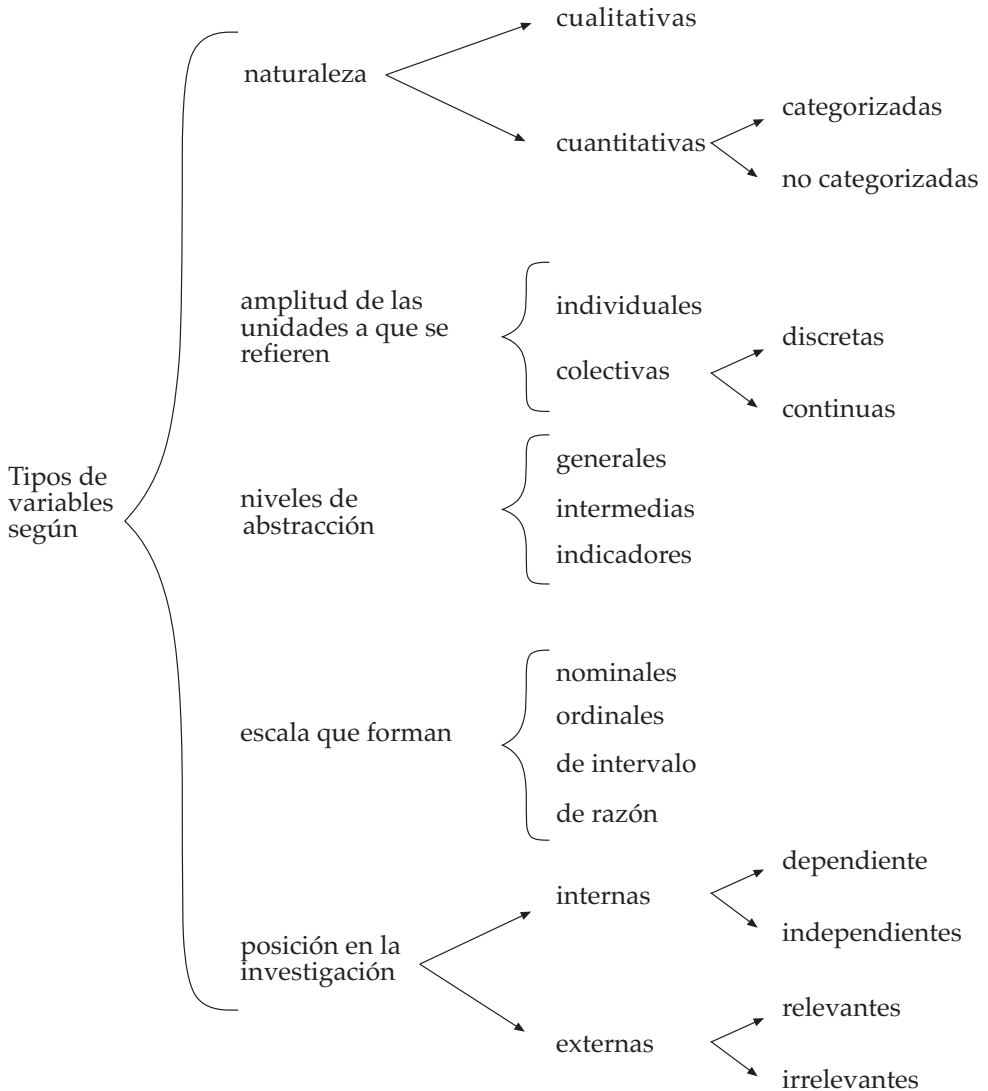 Tipos de
variables
según
naturaleza
cualitativas
cuantitativas
categorizadas
no categorizadas
amplitud de las
unidades a que se
refieren
individuales
colectivas
discretas
continuas
niveles de
abstracción
generales
intermedias
indicadores
escala que forman
nominales
ordinales
de intervalo
de razón
posición en la
investigación
internas
dependiente
independientes
externas
relevantes
irrelevantes